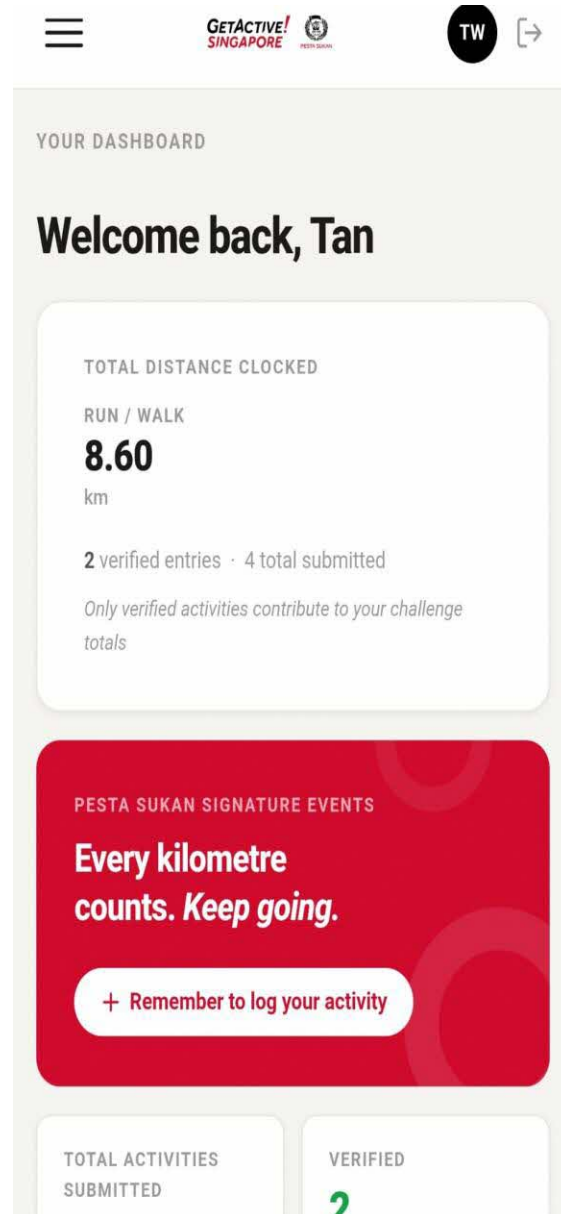 GETACTIVE!
SINGAPORE
PESTA SUKAN
TW
YOUR DASHBOARD
Welcome back, Tan
TOTAL DISTANCE CLOCKED
RUN / WALK
8.60
km
2 verified entries · 4 total submitted
Only verified activities contribute to your challenge
totals
PESTA SUKAN SIGNATURE EVENTS
Every kilometre
counts. Keep going.
+ Remember to log your activity
TOTAL ACTIVITIES
SUBMITTED
VERIFIED
2